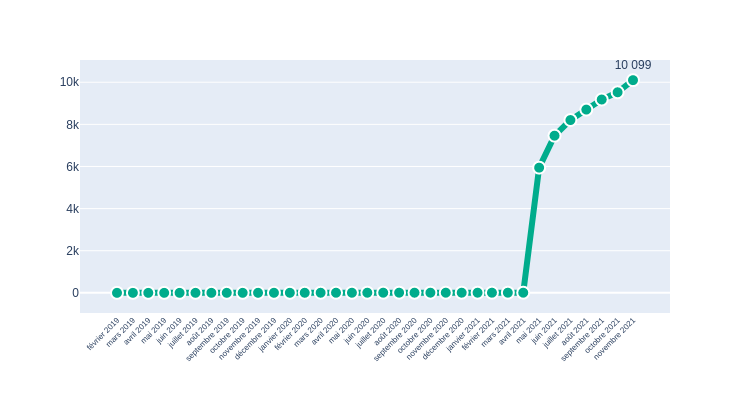 10 099
10k
8k
6k
4k
2k
0
février 2019
mars 2019
avril 2019
mai 2019
juin 2019
juillet 2019
août 2019
septembre 2019
octobre 2019
novembre 2019
décembre 2019
janvier 2020
février 2020
mars 2020
avril 2020
mai 2020
juin 2020
juillet 2020
août 2020
septembre 2020
octobre 2020
novembre 2020
décembre 2020
janvier 2021
février 2021
mars 2021
avril 2021
mai 2021
juin 2021
juillet 2021
août 2021
septembre 2021
octobre 2021
novembre 2021